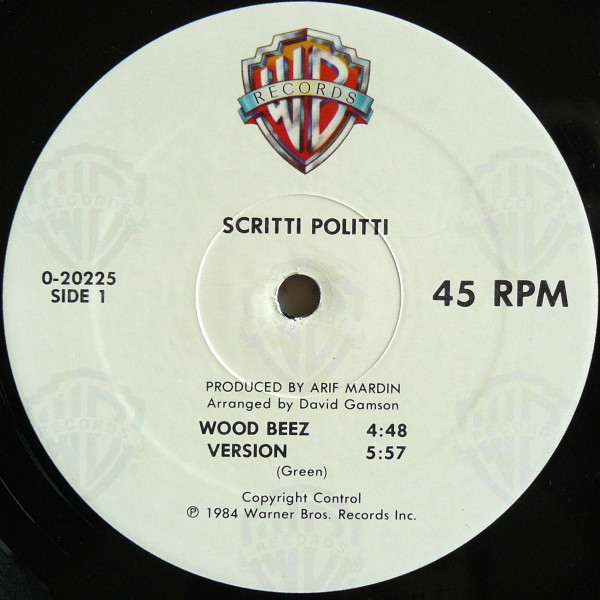 WB
RECORDS
SCRITTI POLITTI
0-20225
SIDE 1
45 RPM
PRODUCED BY ARIF MARDIN
Arranged by David Gamson
WOOD BEEZ 4:48
VERSION 5:57
(Green)
Copyright Control
℗ 1984 Warner Bros. Records Inc.